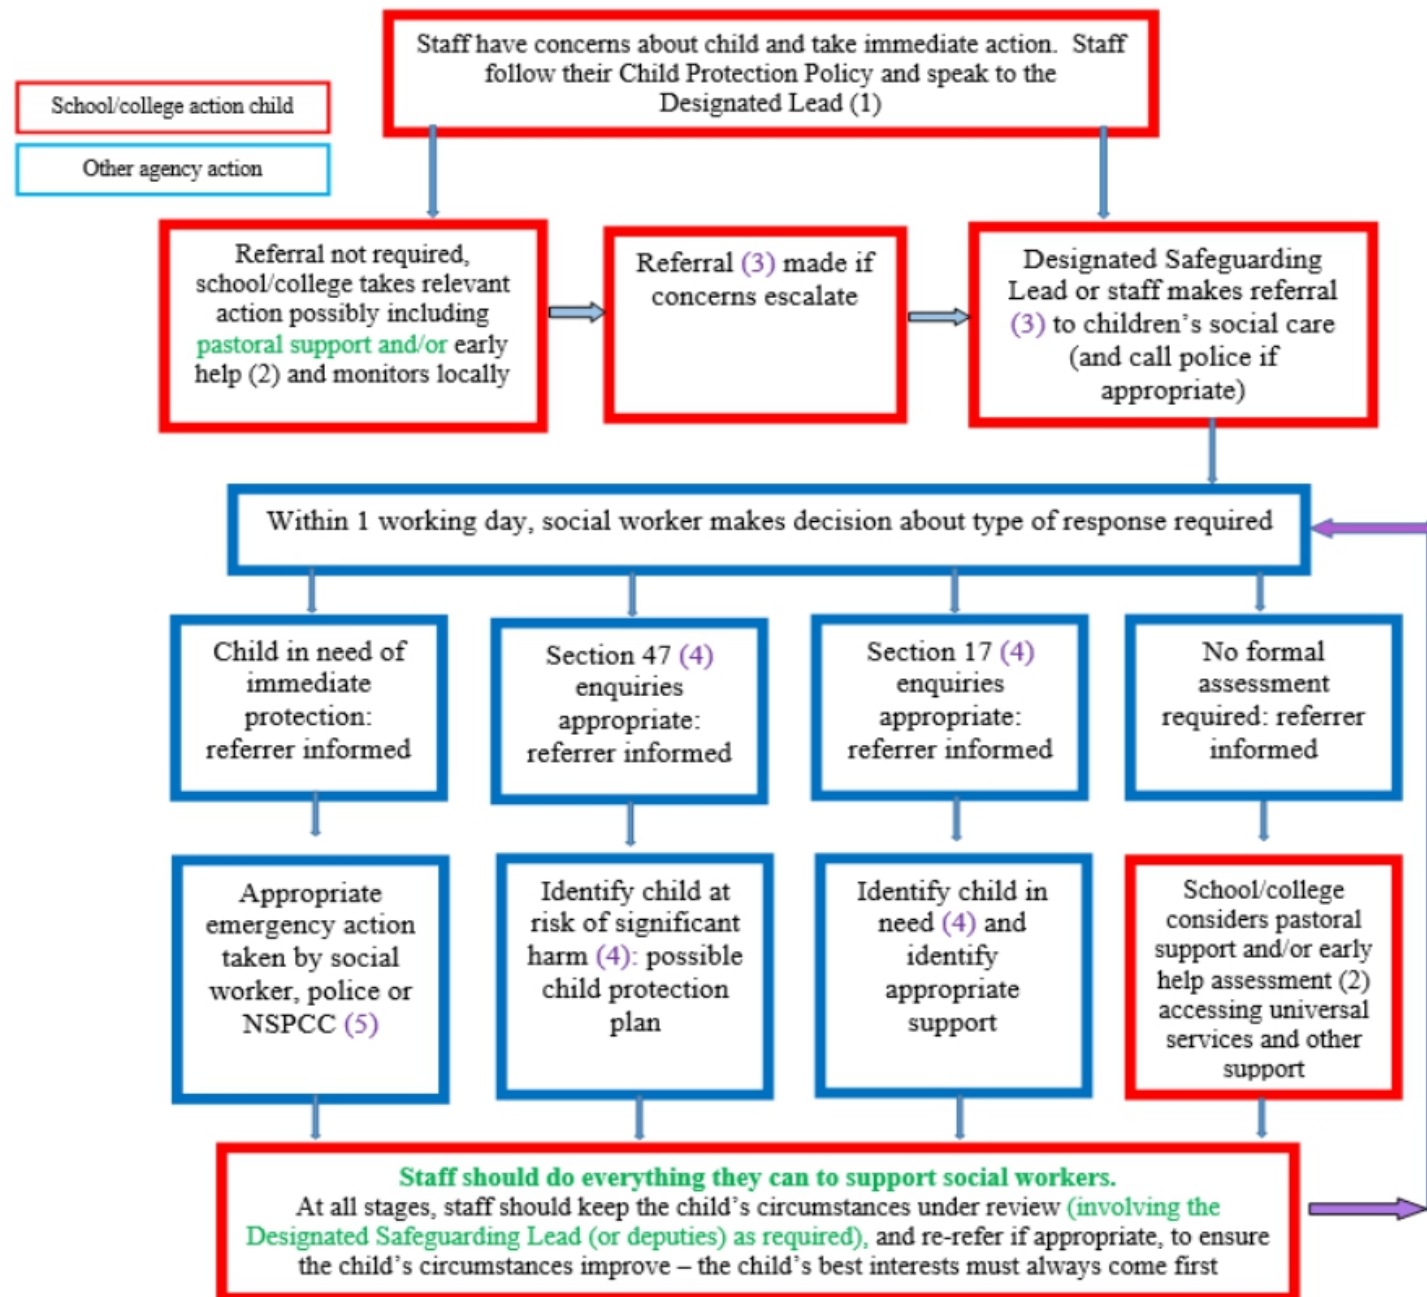 Staff have concerns about child and take immediate action.  Staff
follow their Child Protection Policy and speak to the
Designated Lead (1)
School/college action child
Other agency action
Referral not required,
school/college takes relevant
action possibly including
pastoral support and/or early
help (2) and monitors locally
Referral (3) made if
concerns escalate
Designated Safeguarding
Lead or staff makes referral
(3) to children’s social care
(and call police if
appropriate)
Within 1 working day, social worker makes decision about type of response required
Child in need of
immediate
protection:
referrer informed
Section 47 (4)
enquiries
appropriate:
referrer informed
Section 17 (4)
enquiries
appropriate:
referrer informed
No formal
assessment
required: referrer
informed
Appropriate
emergency action
taken by social
worker, police or
NSPCC (5)
Identify child at
risk of significant
harm (4): possible
child protection
plan
Identify child in
need (4) and
identify
appropriate
support
School/college
considers pastoral
support and/or early
help assessment (2)
accessing universal
services and other
support
Staff should do everything they can to support social workers.
At all stages, staff should keep the child’s circumstances under review (involving the
Designated Safeguarding Lead (or deputies) as required), and re-refer if appropriate, to ensure
the child’s circumstances improve – the child’s best interests must always come first